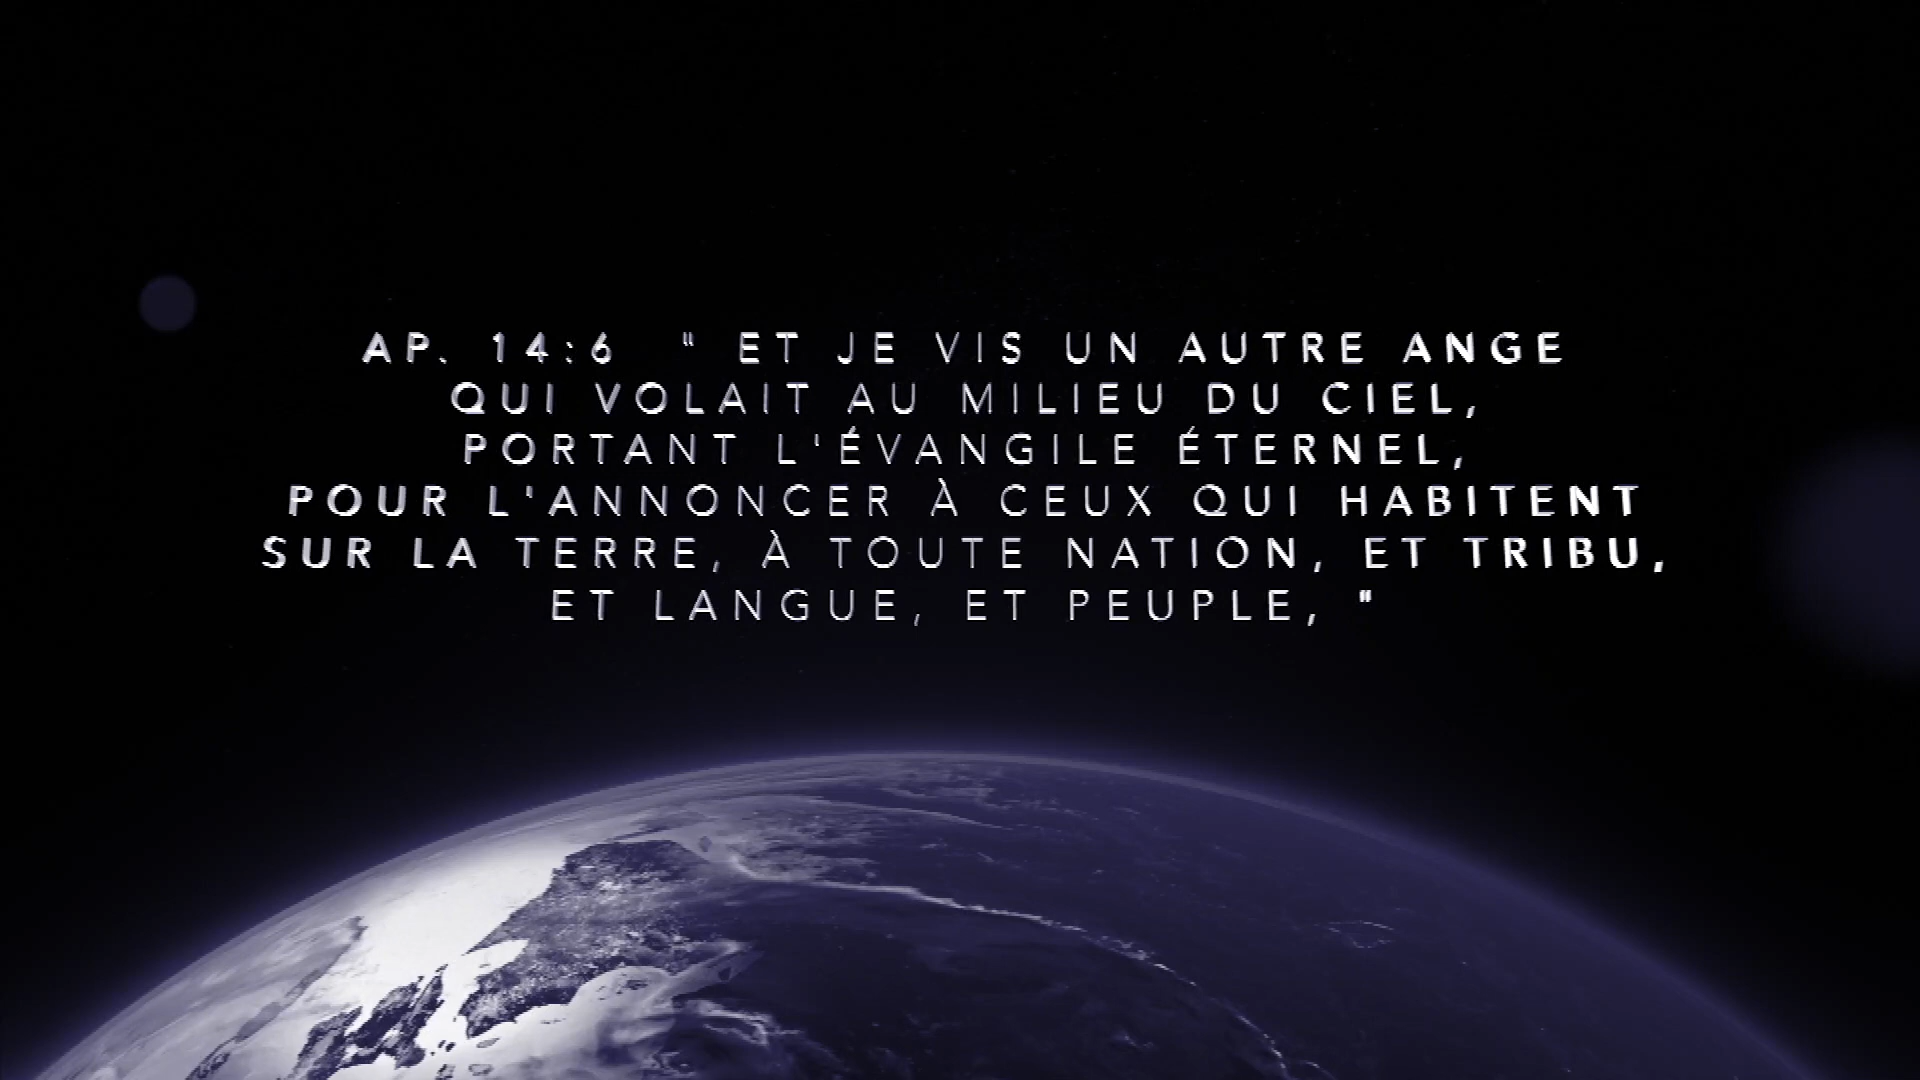 AP. 14:6 " ET JE VIS UN AUTRE ANGE
QUI VOLAIT AU MILIEU DU CIEL,
PORTANT L'ÉVANGILE ÉTERNEL,
POUR L'ANNONCER À CEUX QUI HABITENT
SUR LA TERRE, À TOUTE NATION, ET TRIBU,
ET LANGUE, ET PEUPLE, "